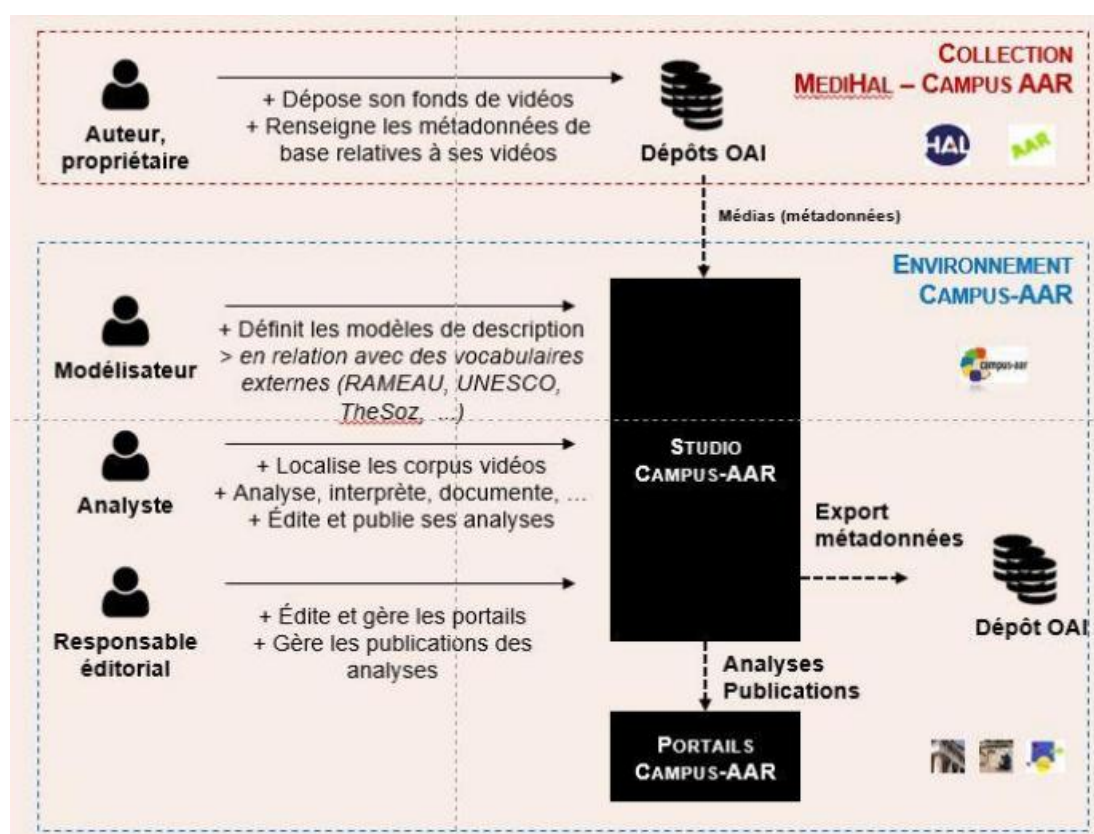 COLLECTION
MEDIHAL – CAMPUS AAR
HAL
AAR
Auteur,
propriétaire
+ Dépose son fonds de vidéos
+ Renseigne les métadonnées de
base relatives à ses vidéos
Dépôts OAI
Médias (métadonnées)
ENVIRONNEMENT
CAMPUS-AAR
campus-aar
Modélisateur
+ Définit les modèles de description
> en relation avec des vocabulaires
externes (RAMEAU, UNESCO,
TheSoz, ...)
Analyste
+ Localise les corpus vidéos
+ Analyse, interprète, documente, ...
+ Édite et publie ses analyses
STUDIO
CAMPUS-AAR
Export
métadonnées
Dépôt OAI
Responsable
éditorial
+ Édite et gère les portails
+ Gère les publications des
analyses
Analyses
Publications
PORTAILS
CAMPUS-AAR